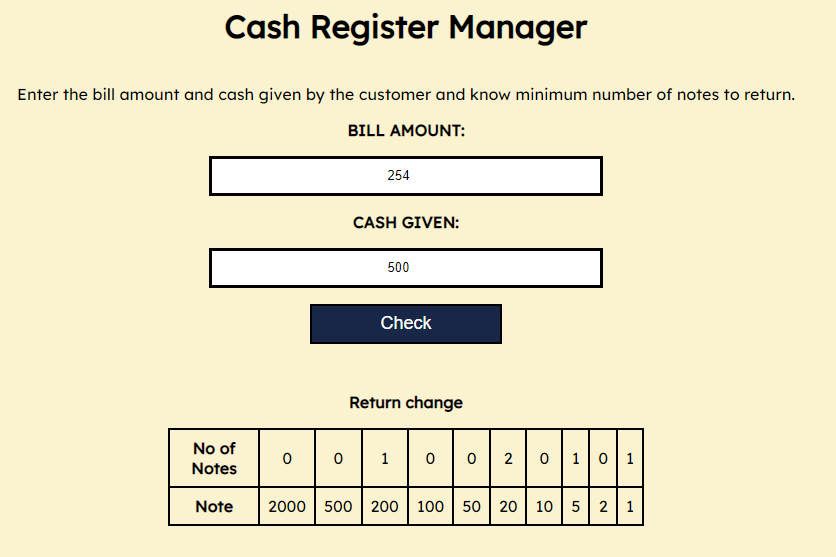 Cash Register Manager
Enter the bill amount and cash given by the customer and know minimum number of notes to return.
BILL AMOUNT:
254
CASH GIVEN:
500
Check
Return change
No of Notes 0 0 1 0 0 2 0 1 0 1
Note 2000 500 200 100 50 20 10 5 2 1